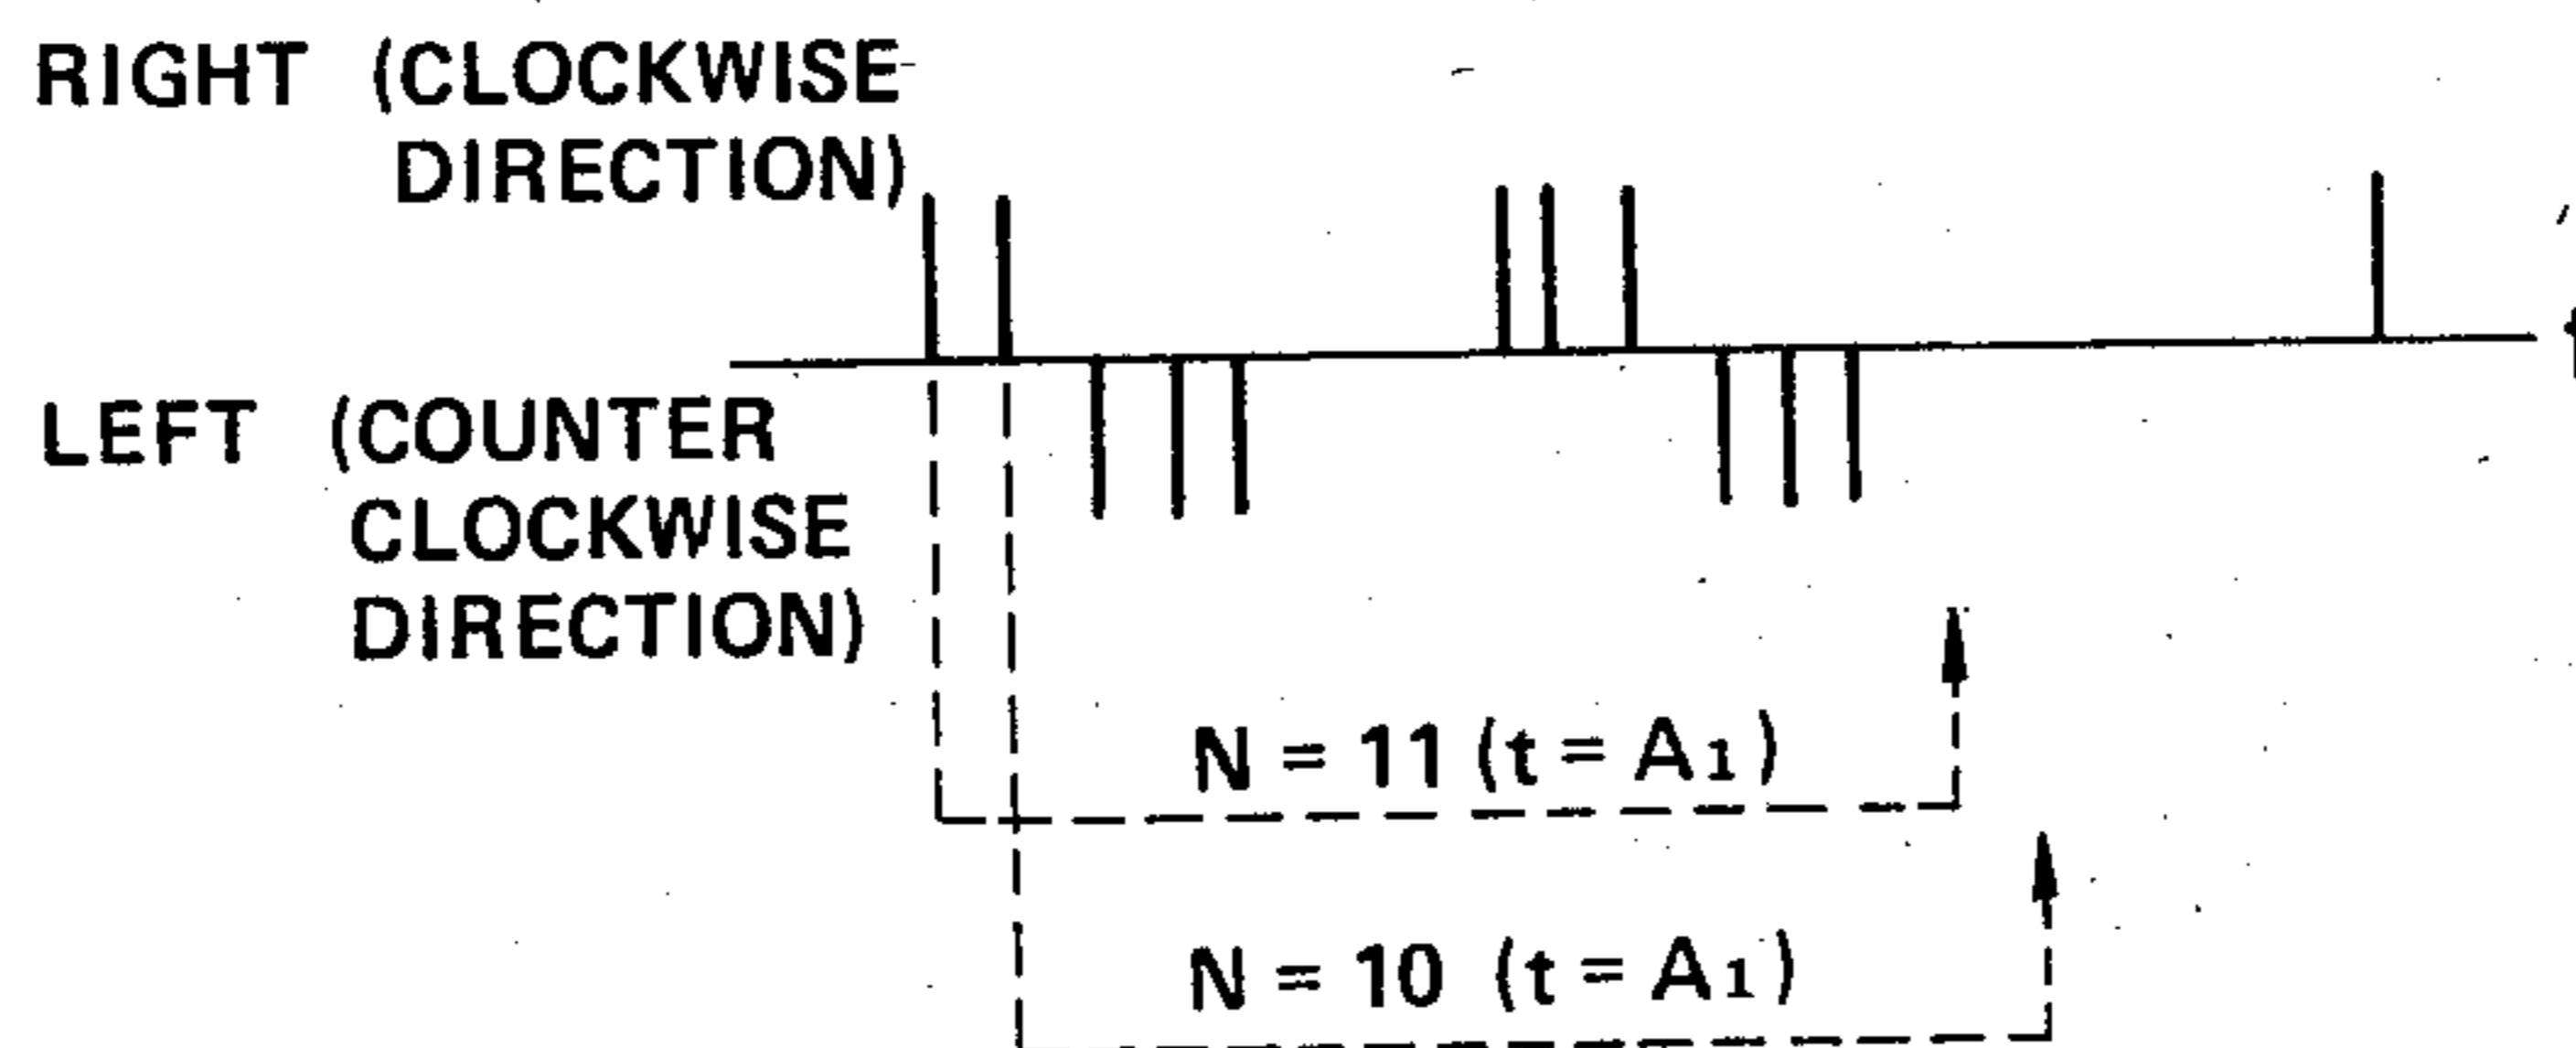 RIGHT (CLOCKWISE
DIRECTION)
LEFT (COUNTER
CLOCKWISE
DIRECTION)
N = 11 (t = A1)
N = 10 (t = A1)